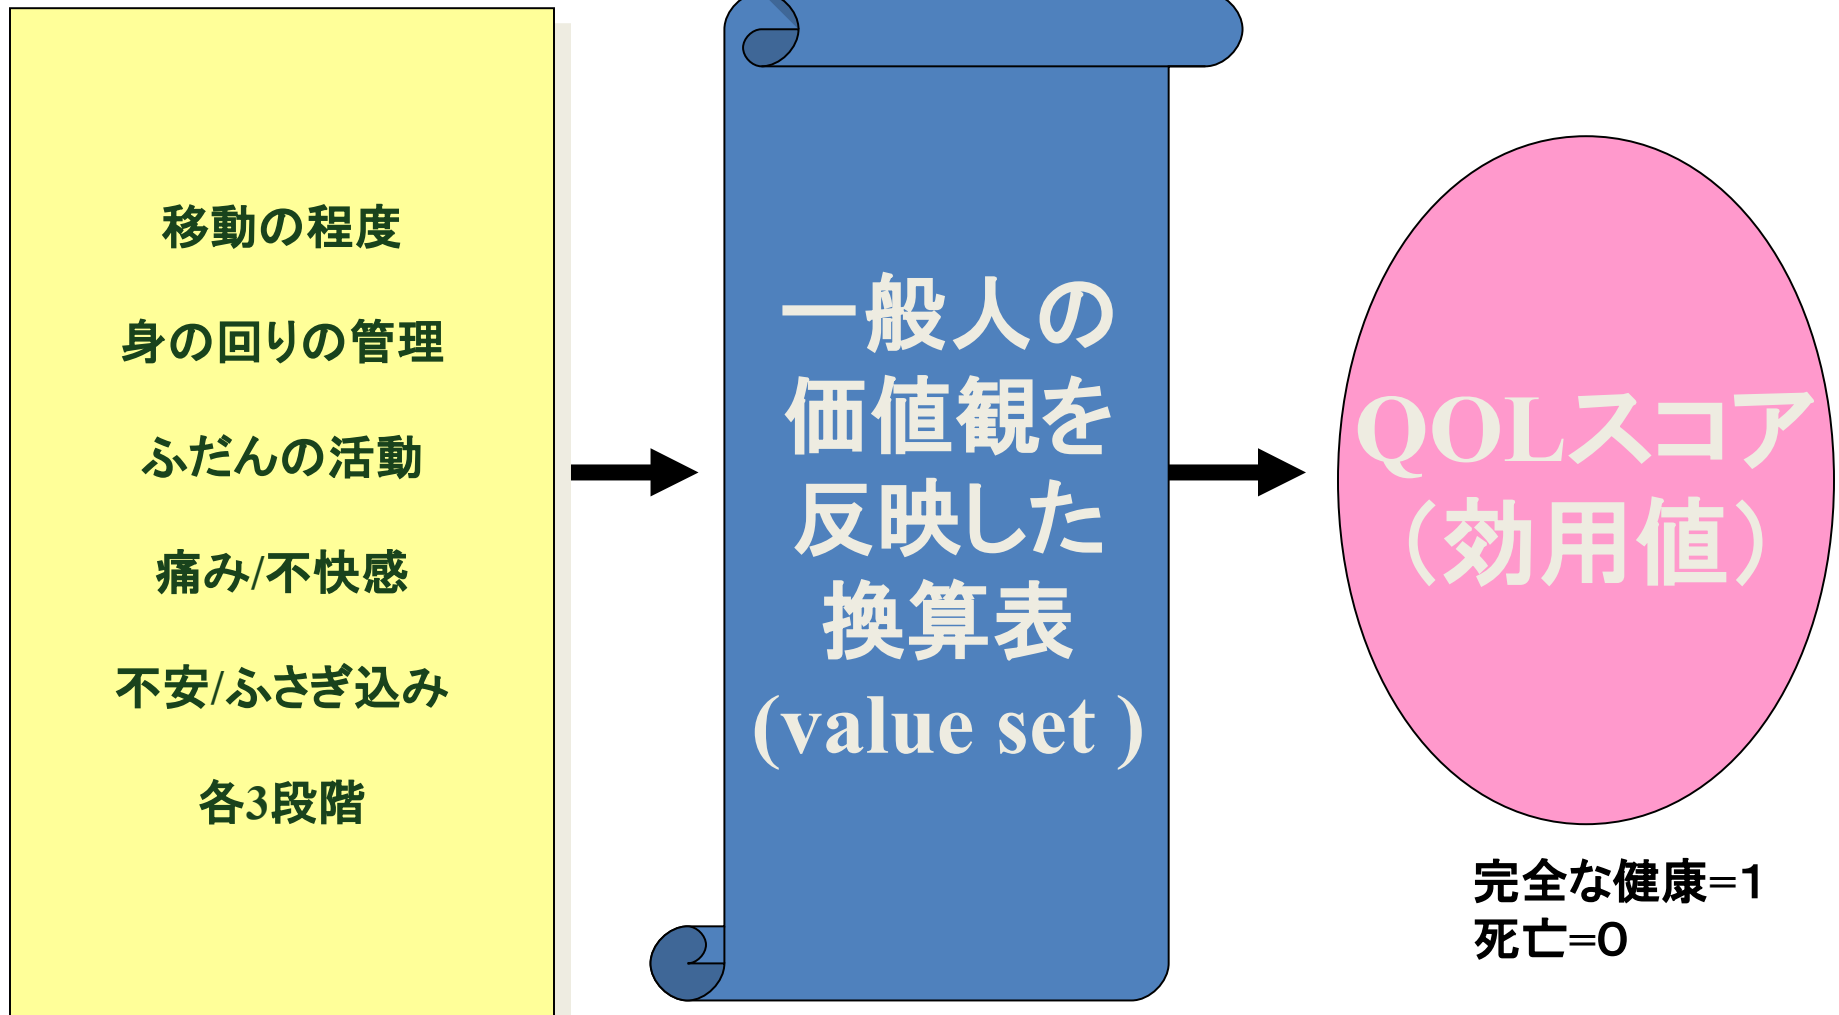 移動の程度
身の回りの管理
ふだんの活動
痛み/不快感
不安/ふさぎ込み
各3段階
一般人の
価値観を
反映した
換算表
(value set )
QOLスコア
（効用値）
完全な健康=１
死亡=０